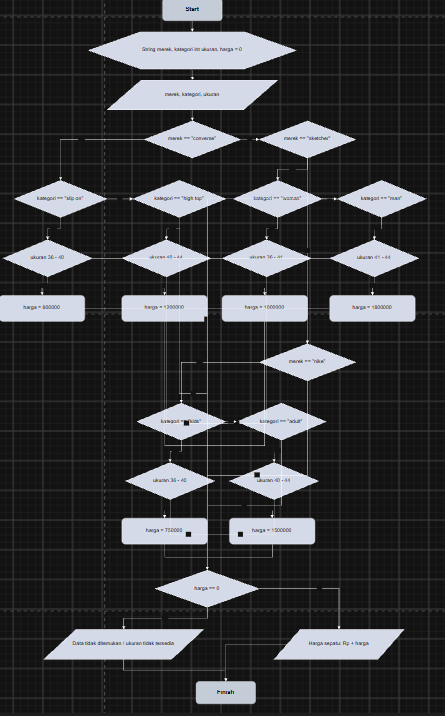 Start
String merek, kategori int ukuran, harga = 0
merek, kategori, ukuran
merek == "converse"
merek == "sketcher"
kategori == "slip on"
kategori == "high top"
kategori == "woman"
kategori == "man"
ukuran 36 - 40
ukuran 40 - 44
ukuran 36 - 41
ukuran 41 - 44
harga = 800000
harga = 1200000
harga = 1000000
harga = 1800000
merek == "nike"
kategori == "kids"
kategori == "adult"
ukuran 36 - 40
ukuran 40 - 44
harga = 750000
harga = 1500000
harga == 0
Data tidak ditemukan / ukuran tidak tersedia
Harga sepatu: Rp + harga
Finish